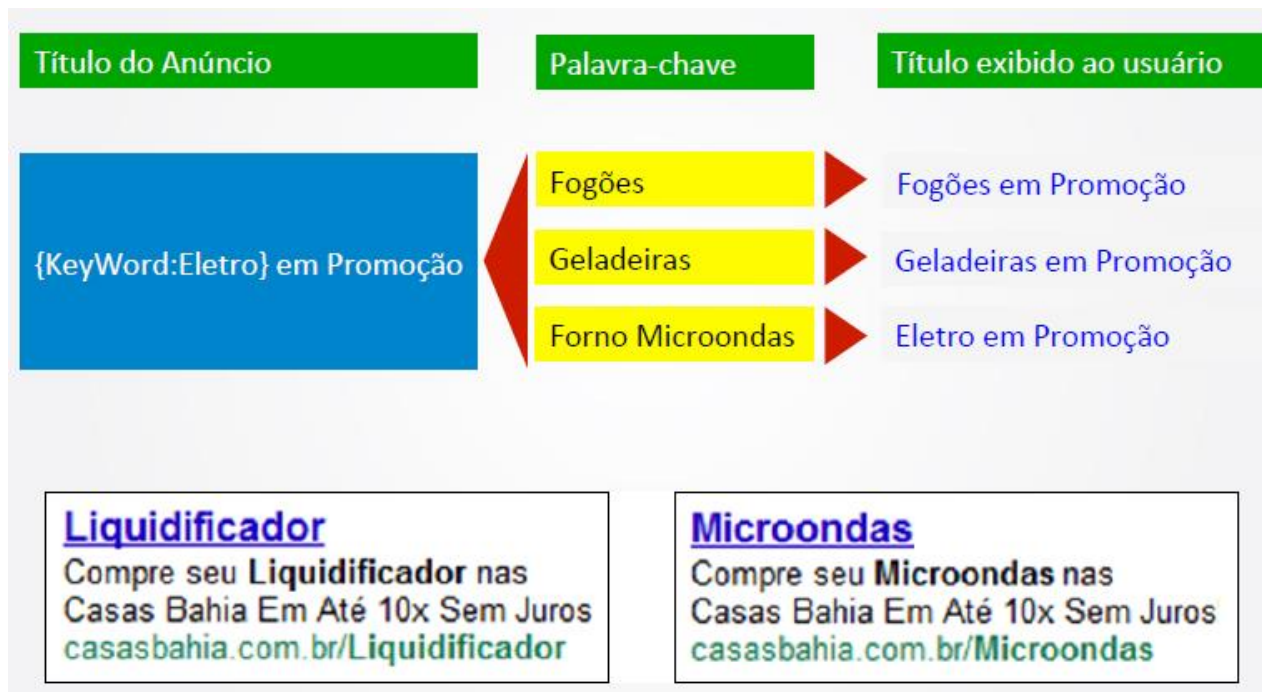 Título do Anúncio
Palavra-chave
Título exibido ao usuário
{KeyWord:Eletro} em Promoção
Fogões
Fogões em Promoção
Geladeiras
Geladeiras em Promoção
Forno Microondas
Eletro em Promoção
Liquidificador
Compre seu Liquidificador nas
Casas Bahia Em Até 10x Sem Juros
casasbahia.com.br/Liquidificador
Microondas
Compre seu Microondas nas
Casas Bahia Em Até 10x Sem Juros
casasbahia.com.br/Microondas